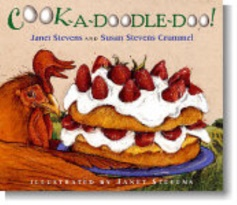 COOK-A-DOODLE-DOO!
Janet Stevens AND Susan Stevens Crummel
ILLUSTRATED BY JANET STEVENS